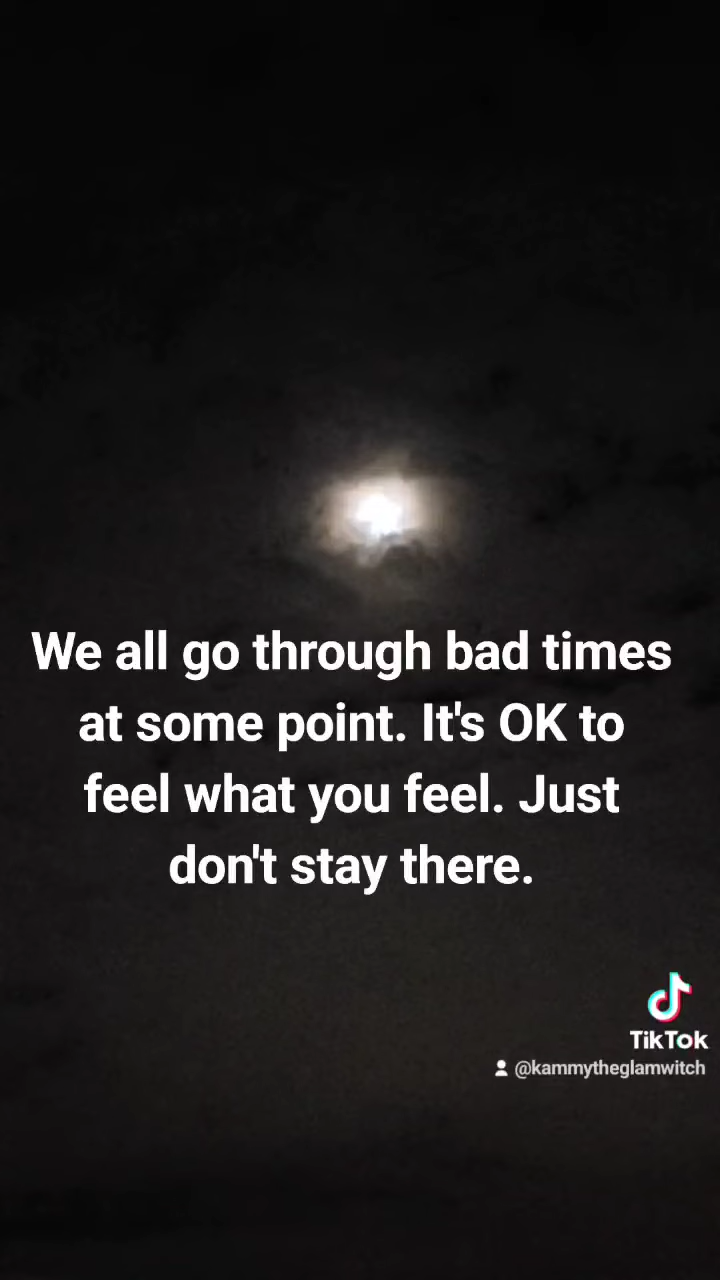 We all go through bad times
at some point. It's OK to
feel what you feel. Just
don't stay there.
TikTok
@kammytheglamwitch